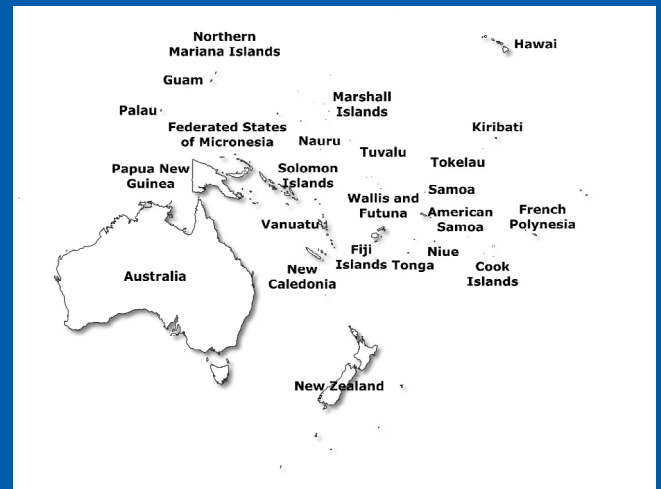 Northern
Mariana Islands
Hawai
Guam
Marshall
Islands
Palau
Federated States
of Micronesia
Kiribati
Nauru
Tuvalu
Tokelau
Papua New
Guinea
Solomon
Islands
Samoa
Wallis and
Futuna
American
Samoa
French
Polynesia
Vanuatu
Fiji
Islands
Tonga
Niue
Cook
Islands
New
Caledonia
Australia
New Zealand